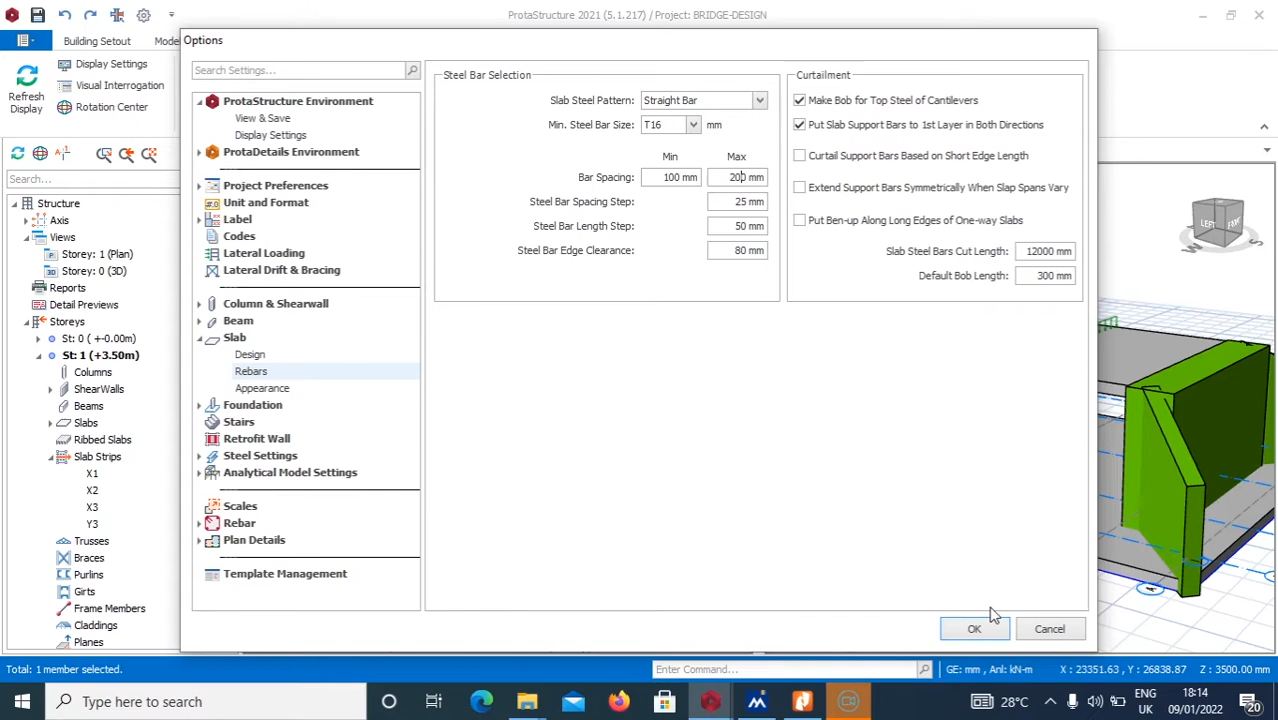 ProtaStructure 2021 (5.1.217) / Project: BRIDGE-DESIGN
Building Setout
Model
Refresh
Display
Display Settings
Visual Interrogation
Rotation Center
Search...
Structure
Axis
Views
Storey: 1 (Plan)
Storey: 0 (3D)
Reports
Detail Previews
Storeys
St: 0 ( +-0.00m)
St: 1 (+3.50m)
Columns
ShearWalls
Beams
Slabs
Ribbed Slabs
Slab Strips
X1
X2
X3
Y3
Trusses
Braces
Purlins
Girts
Frame Members
Claddings
Planes
Options
Search Settings...
ProtaStructure Environment
View & Save
Display Settings
ProtaDetails Environment
Project Preferences
Unit and Format
Label
Codes
Lateral Loading
Lateral Drift & Bracing
Column & Shearwall
Beam
Slab
Design
Rebars
Appearance
Foundation
Stairs
Retrofit Wall
Steel Settings
Analytical Model Settings
Scales
Rebar
Plan Details
Template Management
Steel Bar Selection
Slab Steel Pattern: Straight Bar
Min. Steel Bar Size: T16 mm
Min Max
Bar Spacing: 100 mm 200 mm
Steel Bar Spacing Step: 25 mm
Steel Bar Length Step: 50 mm
Steel Bar Edge Clearance: 80 mm
Curtailment
Make Bob for Top Steel of Cantilevers
Put Slab Support Bars to 1st Layer in Both Directions
Curtail Support Bars Based on Short Edge Length
Extend Support Bars Symmetrically When Slap Spans Vary
Put Ben-up Along Long Edges of One-way Slabs
Slab Steel Bars Cut Length: 12000 mm
Default Bob Length: 300 mm
OK Cancel
LEFT
Total: 1 member selected.
Enter Command...
GE: mm, Anl: kN-m
X : 23351.63, Y : 26838.87
Z : 3500.00 mm
Type here to search
28°C
ENG
UK
18:14
09/01/2022
20